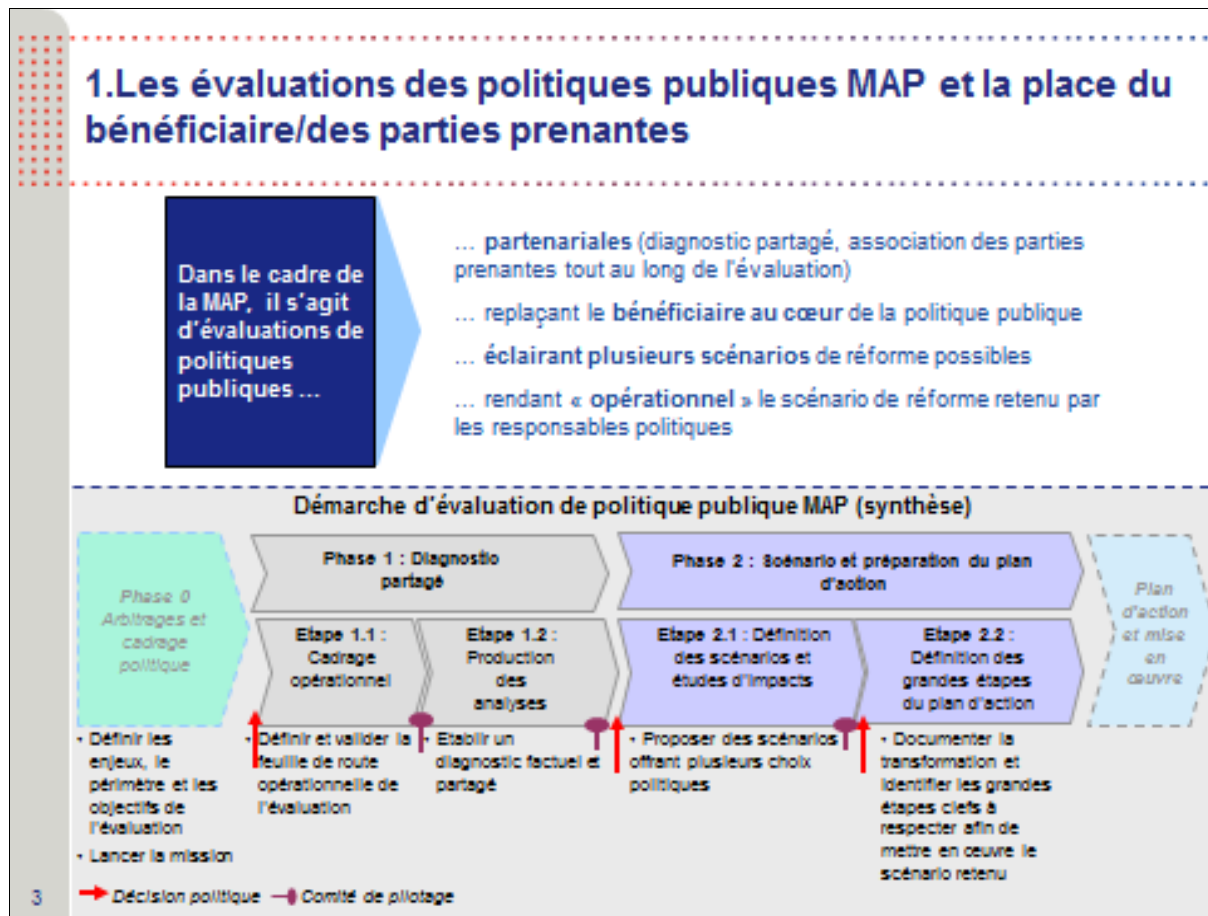 1.Les évaluations des politiques publiques MAP et la place du
bénéficiaire/des parties prenantes
Dans le cadre de
la MAP, il s'agit
d'évaluations de
politiques
publiques ...
... partenariales (diagnostic partagé, association des parties
prenantes tout au long de l'évaluation)
... replaçant le bénéficiaire au cœur de la politique publique
... éclairant plusieurs scénarios de réforme possibles
... rendant « opérationnel » le scénario de réforme retenu par
les responsables politiques
Démarche d'évaluation de politique publique MAP (synthèse)
Phase 0
Arbitrages et
cadrage
politique
Phase 1 : Diagnostic
partagé
Phase 2 : Scénario et préparation du plan
d'action
Plan
d'action
et mise
en
œuvre
Etape 1.1 :
Cadrage
opérationnel
Etape 1.2 :
Production
des
analyses
Etape 2.1 : Définition
des scénarios et
études d'impacts
Etape 2.2 :
Définition des
grandes étapes
du plan d'action
• Définir les
enjeux, le
périmètre et les
objectifs de
l'évaluation
• Lancer la mission
• Définir et valider la
feuille de route
opérationnelle de
l'évaluation
• Etablir un
diagnostic factuel et
partagé
• Proposer des scénarios
offrant plusieurs choix
politiques
• Documenter la
transformation et
identifier les grandes
étapes clefs à
respecter afin de
mettre en œuvre le
scénario retenu
3
Décision politique
Comité de pilotage